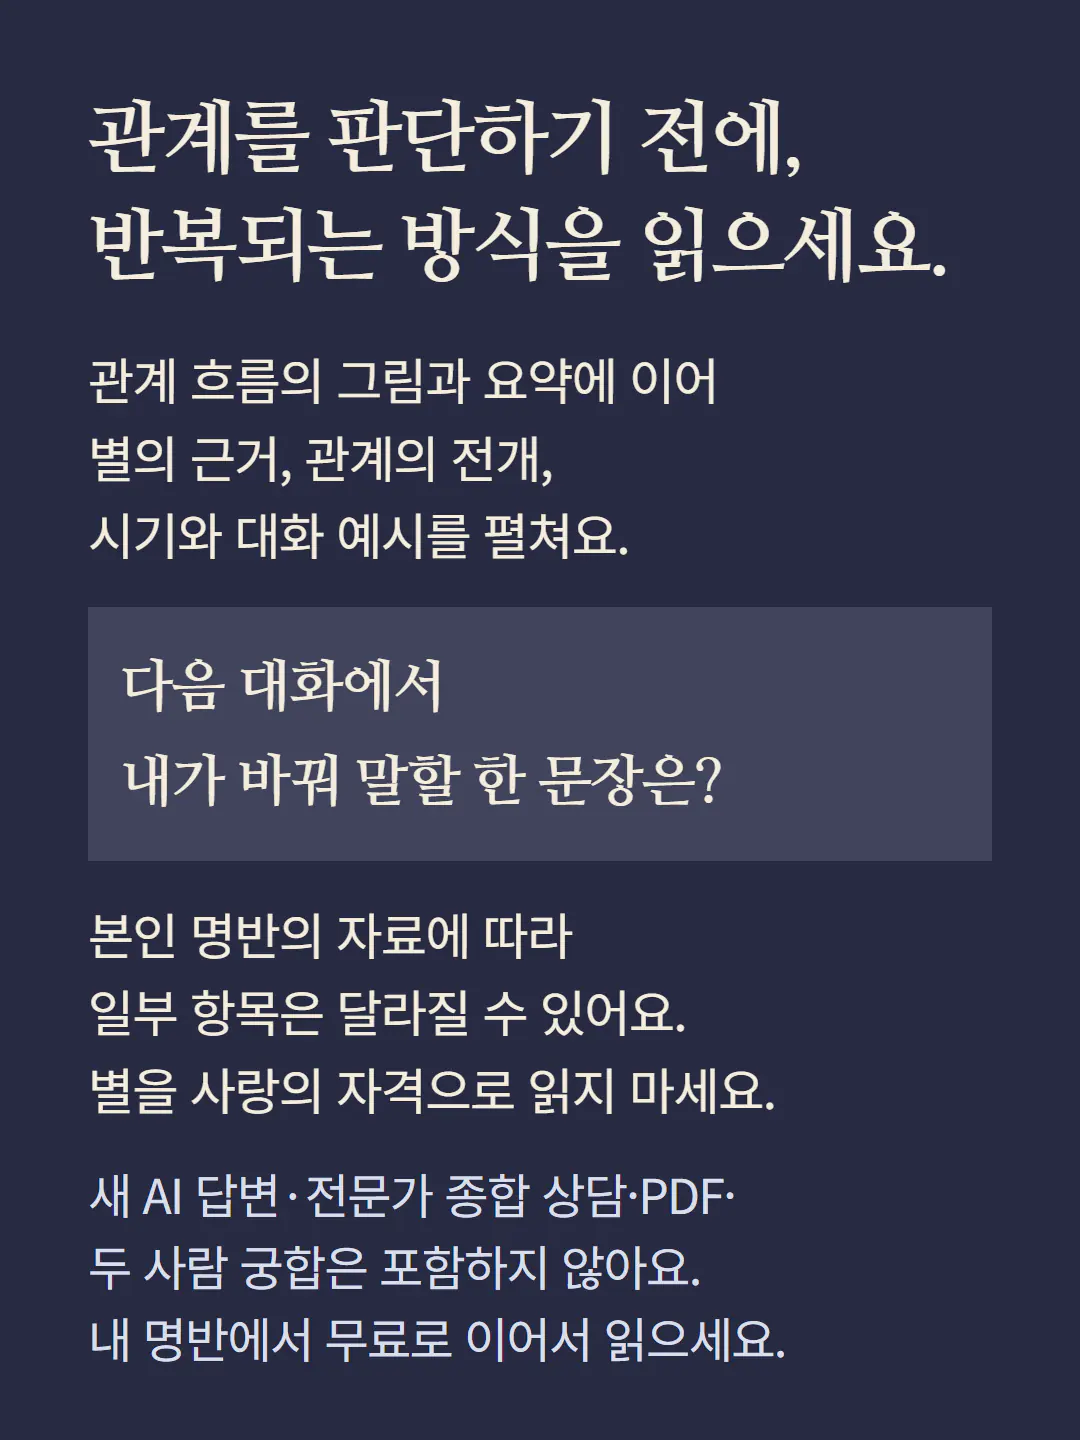 관계를 판단하기 전에,
반복되는 방식을 읽으세요.
관계 흐름의 그림과 요약에 이어
별의 근거, 관계의 전개,
시기와 대화 예시를 펼쳐요.
다음 대화에서
내가 바꿔 말할 한 문장은?
본인 명반의 자료에 따라
일부 항목은 달라질 수 있어요.
별을 사랑의 자격으로 읽지 마세요.
새 AI 답변·전문가 종합 상담·PDF·
두 사람 궁합은 포함하지 않아요.
내 명반에서 무료로 이어서 읽으세요.